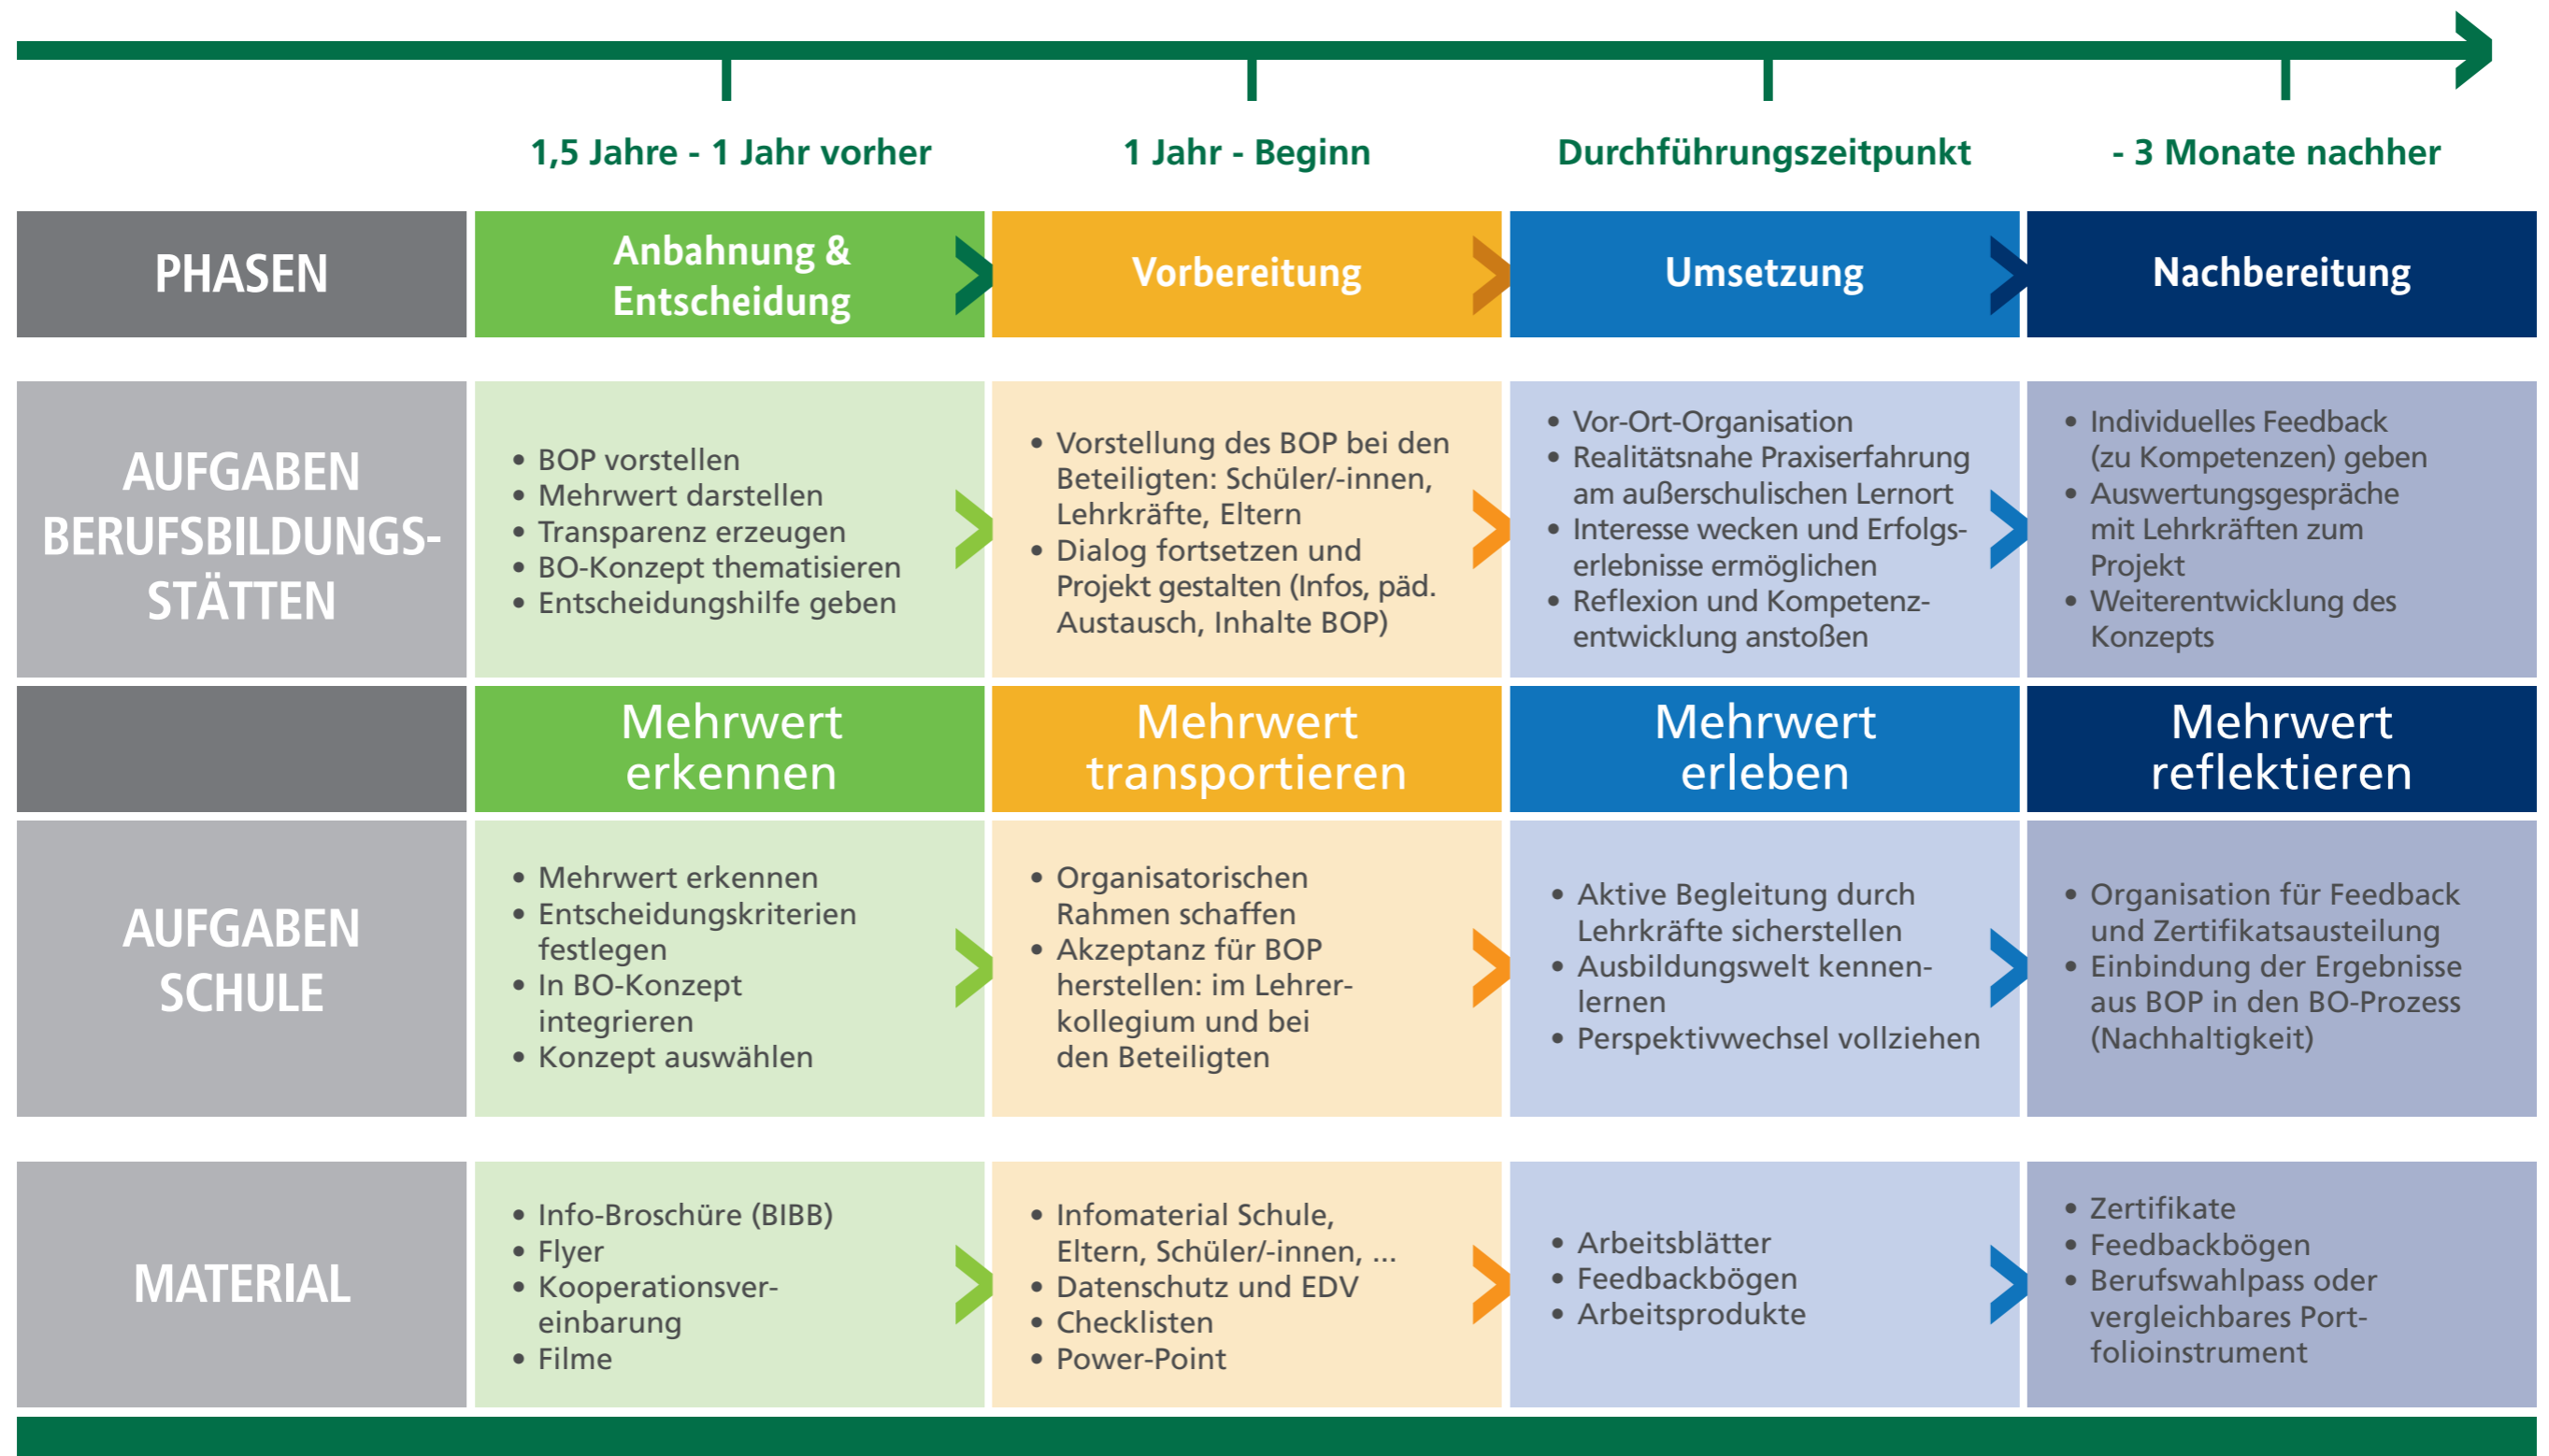 1,5 Jahre - 1 Jahr vorher
1 Jahr - Beginn
Durchführungszeitpunkt
- 3 Monate nachher
PHASEN
Anbahnung &
Entscheidung
Vorbereitung
Umsetzung
Nachbereitung
AUFGABEN
BERUFSBILDUNGS-
STÄTTEN
• BOP vorstellen
• Mehrwert darstellen
• Transparenz erzeugen
• BO-Konzept thematisieren
• Entscheidungshilfe geben
• Vorstellung des BOP bei den
Beteiligten: Schüler/-innen,
Lehrkräfte, Eltern
• Dialog fortsetzen und
Projekt gestalten (Infos, päd.
Austausch, Inhalte BOP)
• Vor-Ort-Organisation
• Realitätsnahe Praxiserfahrung
am außerschulischen Lernort
• Interesse wecken und Erfolgs-
erlebnisse ermöglichen
• Reflexion und Kompetenz-
entwicklung anstoßen
• Individuelles Feedback
(zu Kompetenzen) geben
• Auswertungsgespräche
mit Lehrkräften zum
Projekt
• Weiterentwicklung des
Konzepts
Mehrwert
erkennen
Mehrwert
transportieren
Mehrwert
erleben
Mehrwert
reflektieren
AUFGABEN
SCHULE
• Mehrwert erkennen
• Entscheidungskriterien
festlegen
• In BO-Konzept
integrieren
• Konzept auswählen
• Organisatorischen
Rahmen schaffen
• Akzeptanz für BOP
herstellen: im Lehrer-
kollegium und bei
den Beteiligten
• Aktive Begleitung durch
Lehrkräfte sicherstellen
• Ausbildungswelt kennen-
lernen
• Perspektivwechsel vollziehen
• Organisation für Feedback
und Zertifikatsausteilung
• Einbindung der Ergebnisse
aus BOP in den BO-Prozess
(Nachhaltigkeit)
MATERIAL
• Info-Broschüre (BIBB)
• Flyer
• Kooperationsver-
einbarung
• Filme
• Infomaterial Schule,
Eltern, Schüler/-innen, ...
• Datenschutz und EDV
• Checklisten
• Power-Point
• Arbeitsblätter
• Feedbackbögen
• Arbeitsprodukte
• Zertifikate
• Feedbackbögen
• Berufswahlpass oder
vergleichbares Port-
folioinstrument